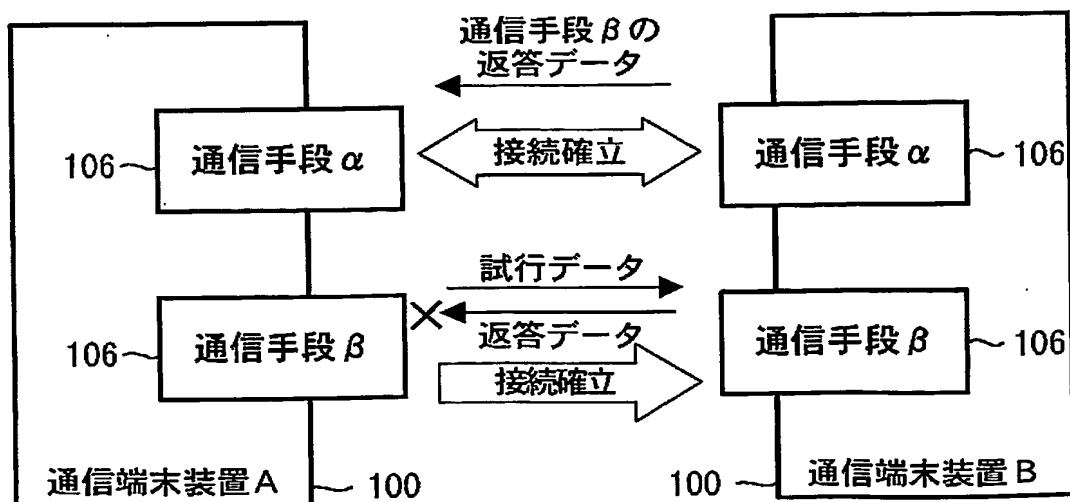 通信手段βの
返答データ
106
通信手段α
接続確立
通信手段α
106
試行データ
106
通信手段β
返答データ
接続確立
通信手段β
106
通信端末装置A
100
100
通信端末装置B